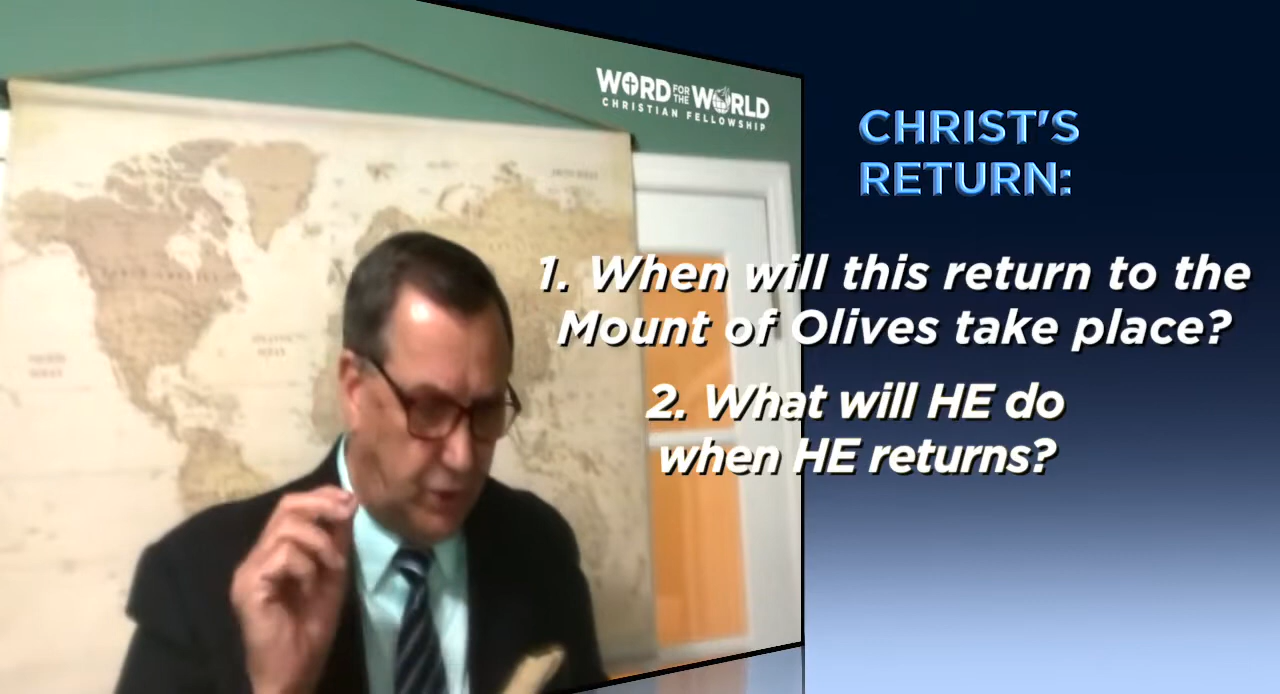 WORD FOR THE WORLD
CHRISTIAN FELLOWSHIP
CHRIST'S
RETURN:
1. When will this return to the
Mount of Olives take place?
2. What will HE do
when HE returns?